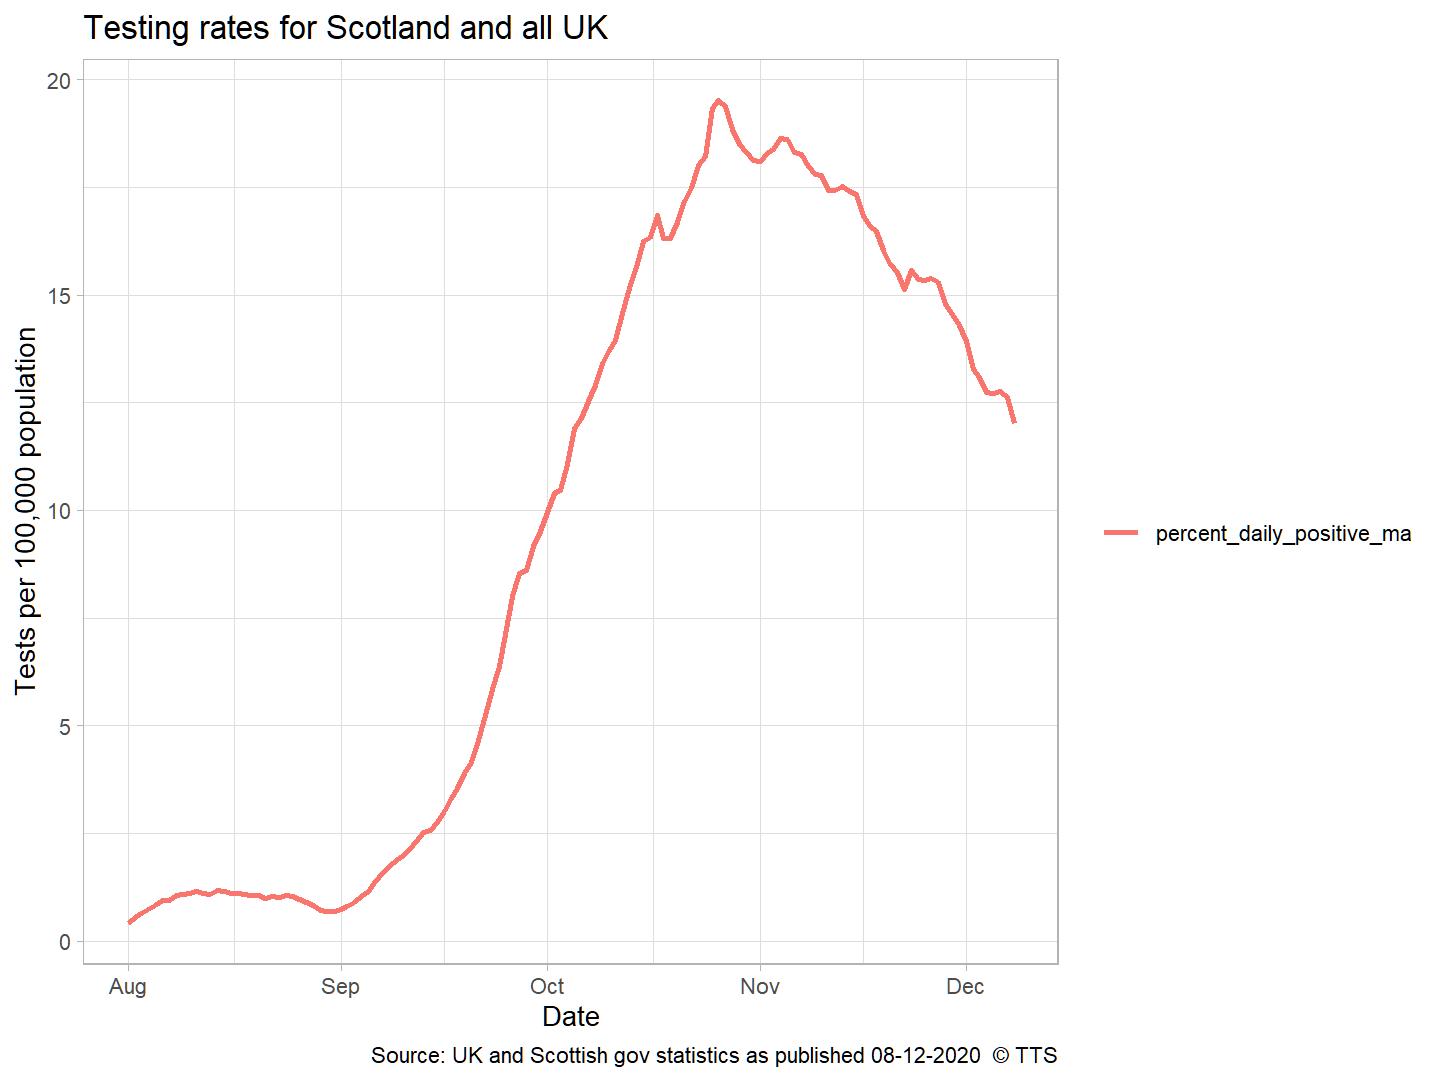 Testing rates for Scotland and all UK
20
15
10
5
0
Tests per 100,000 population
Aug Sep Oct Nov Dec
Date
percent_daily_positive_ma
Source: UK and Scottish gov statistics as published 08-12-2020 © TTS